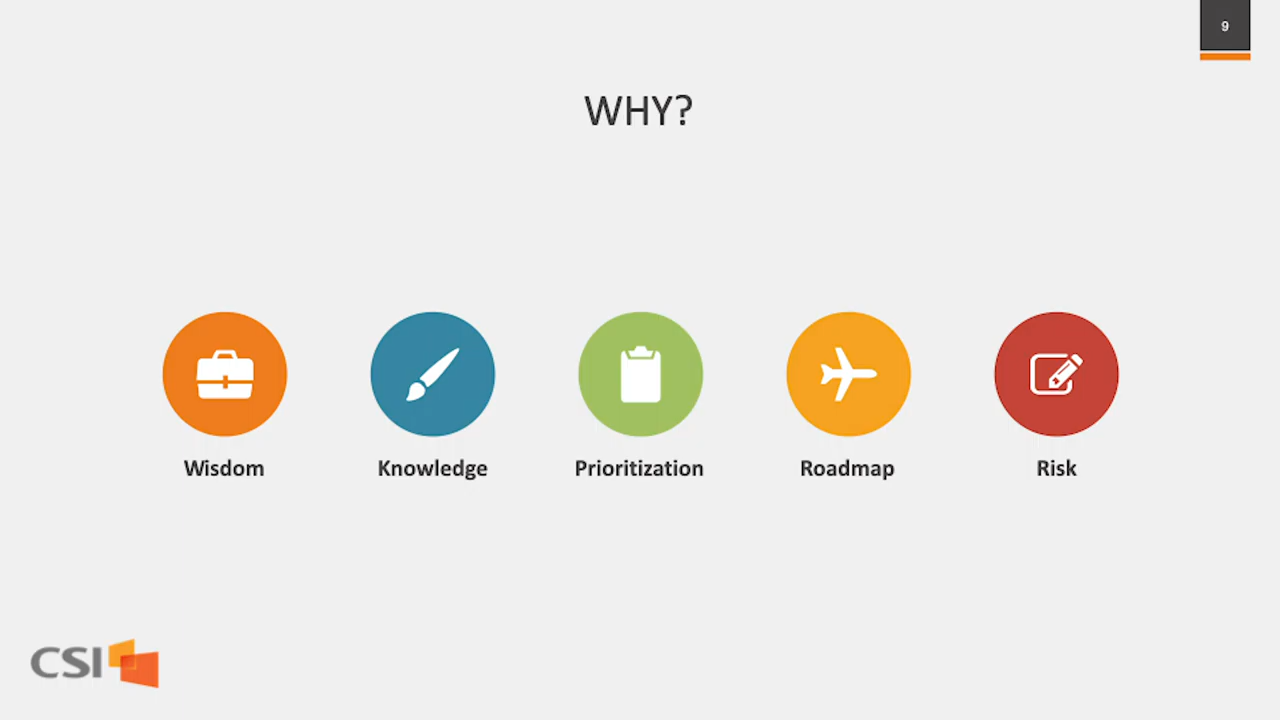 9
WHY?
Wisdom
Knowledge
Prioritization
Roadmap
Risk
CSI